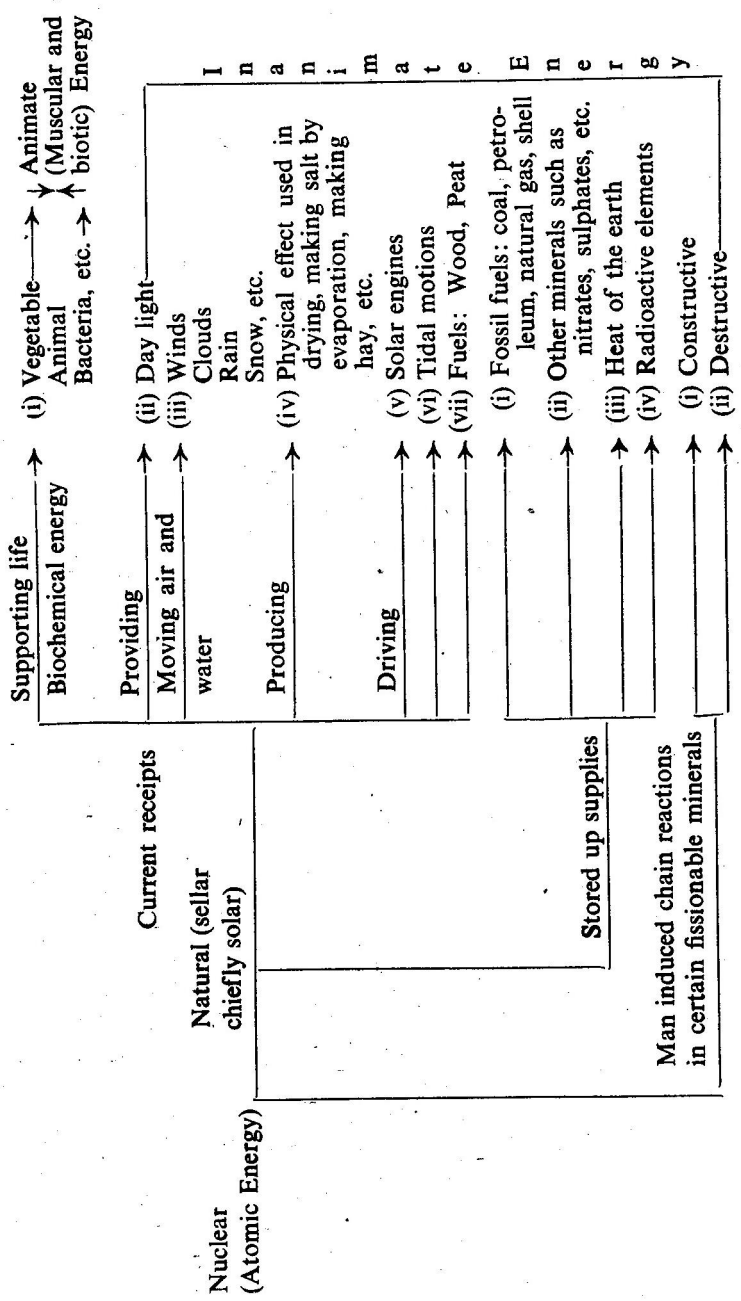 Nuclear
(Atomic Energy)
Natural (sellar
chiefly solar)
Current receipts
Stored up supplies
Man induced chain reactions
in certain fissionable minerals
Supporting life
Biochemical energy
Providing
Moving air and
water
Producing
Driving
(i) Vegetable
Animal
Bacteria, etc.
Animate
(Muscular and
biotic) Energy
(ii) Day light
(iii) Winds
Clouds
Rain
Snow, etc.
(iv) Physical effect used in
drying, making salt by
evaporation, making
hay, etc.
(v) Solar engines
(vi) Tidal motions
(vii) Fuels: Wood, Peat
(i) Fossil fuels: coal, petro-
leum, natural gas, shell
(ii) Other minerals such as
nitrates, sulphates, etc.
(iii) Heat of the earth
(iv) Radioactive elements
(i) Constructive
(ii) Destructive
Inanimate Energy